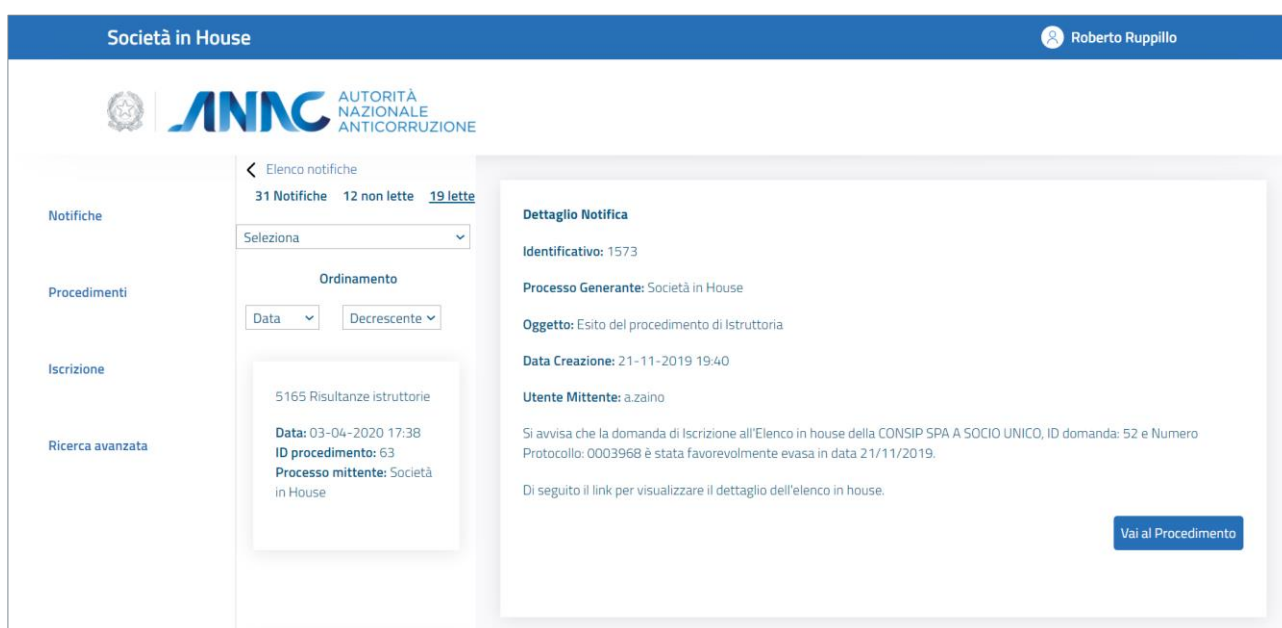 Società in House
Roberto Ruppillo
ANAC
AUTORITÀ
NAZIONALE
ANTICORRUZIONE
Elenco notifiche
31 Notifiche 12 non lette 19 lette
Notifiche
Seleziona
Ordinamento
Procedimenti
Data
Decrescente
Iscrizione
5165 Risultanze istruttorie
Data: 03-04-2020 17:38
ID procedimento: 63
Processo mittente: Società
in House
Ricerca avanzata
Dettaglio Notifica
Identificativo: 1573
Processo Generante: Società in House
Oggetto: Esito del procedimento di Istruttoria
Data Creazione: 21-11-2019 19:40
Utente Mittente: a.zaino
Si avvisa che la domanda di Iscrizione all'Elenco in house della CONSIP SPA A SOCIO UNICO, ID domanda: 52 e Numero
Protocollo: 0003968 è stata favorevolmente evasa in data 21/11/2019.
Di seguito il link per visualizzare il dettaglio dell'elenco in house.
Vai al Procedimento